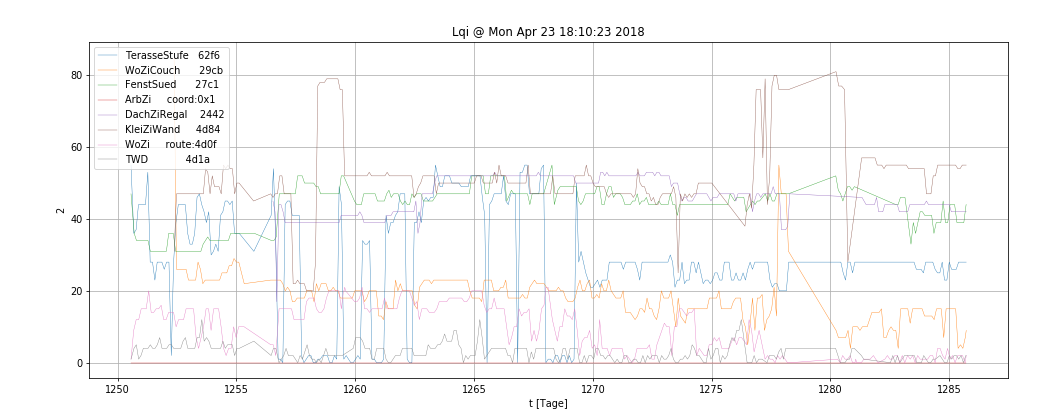 Lqi @ Mon Apr 23 18:10:23 2018
TerasseStufe 62f6
WoZiCouch 29cb
FenstSued 27c1
ArbZi coord:0x1
DachZiRegal 2442
KleiZiWand 4d84
WoZi route:4d0f
TWD 4d1a
80
60
40
20
0
2
1250 1255 1260 1265 1270 1275 1280 1285
t [Tage]